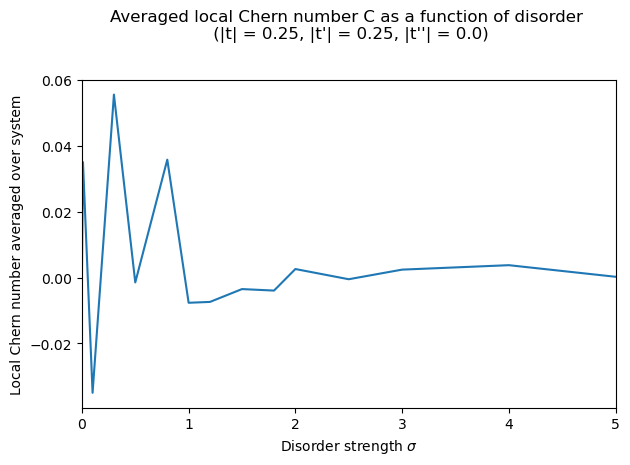 Averaged local Chern number C as a function of disorder
(|t| = 0.25, |t'| = 0.25, |t''| = 0.0)
Local Chern number averaged over system
0.06
0.04
0.02
0.00
−0.02
0
1
2
3
4
5
Disorder strength σ